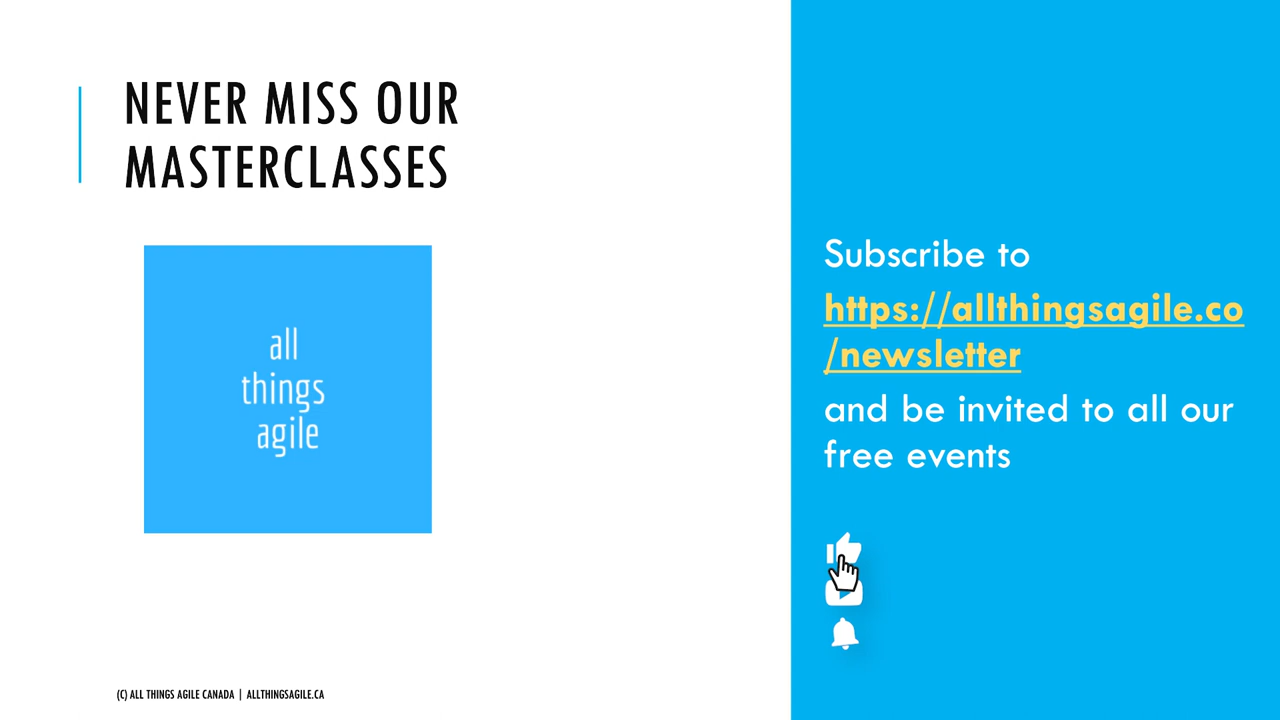 NEVER MISS OUR
MASTERCLASSES
all
things
agile
Subscribe to
https://allthingsagile.co
/newsletter
and be invited to all our
free events
(C) ALL THINGS AGILE CANADA | ALLTHINGSAGILE.CA